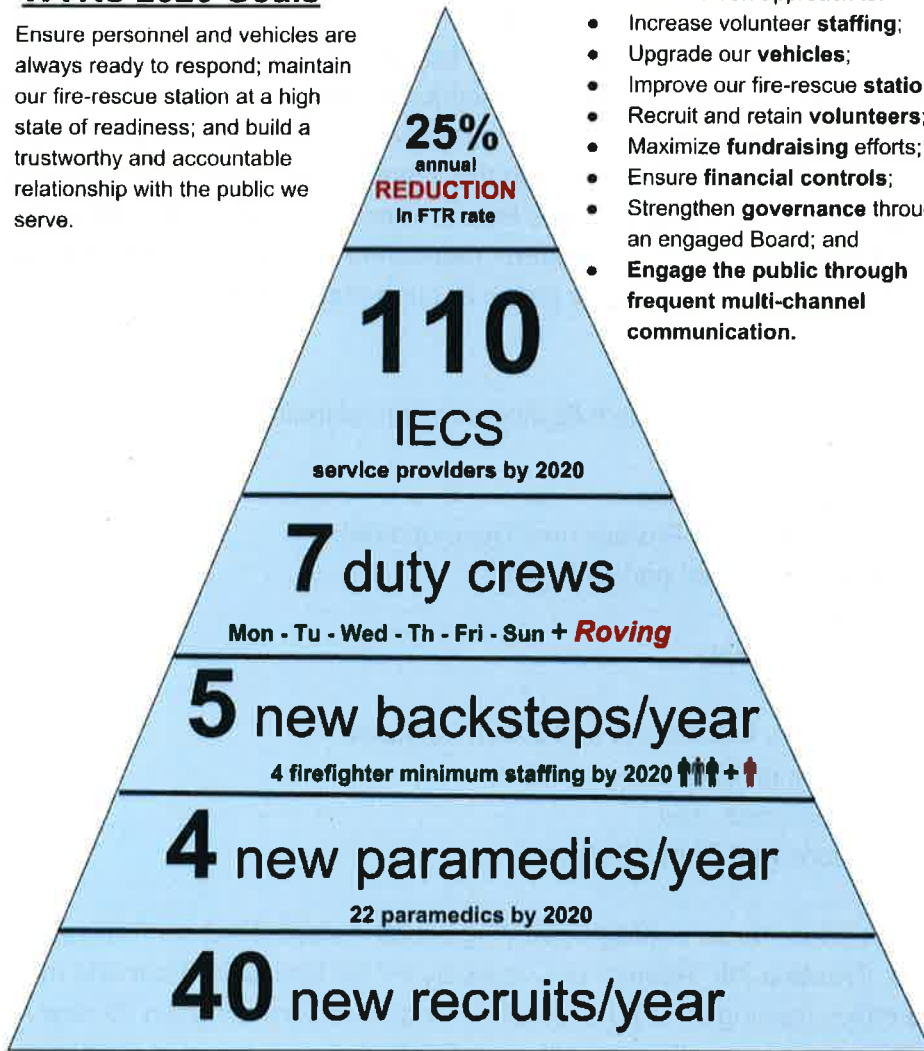 2020 Goals
Ensure personnel and vehicles are
always ready to respond; maintain
our fire-rescue station at a high
state of readiness; and build a
trustworthy and accountable
relationship with the public we
serve.
• Increase volunteer staffing;
• Upgrade our vehicles;
• Improve our fire-rescue statio
• Recruit and retain volunteers;
• Maximize fundraising efforts;
• Ensure financial controls;
• Strengthen governance throu
an engaged Board; and
• Engage the public through
frequent multi-channel
communication.
25%
annual
REDUCTION
in FTR rate
110
IECS
service providers by 2020
7 duty crews
Mon - Tu - Wed - Th - Fri - Sun + Roving
5 new backsteps/year
4 firefighter minimum staffing by 2020 +
4 new paramedics/year
22 paramedics by 2020
40 new recruits/year